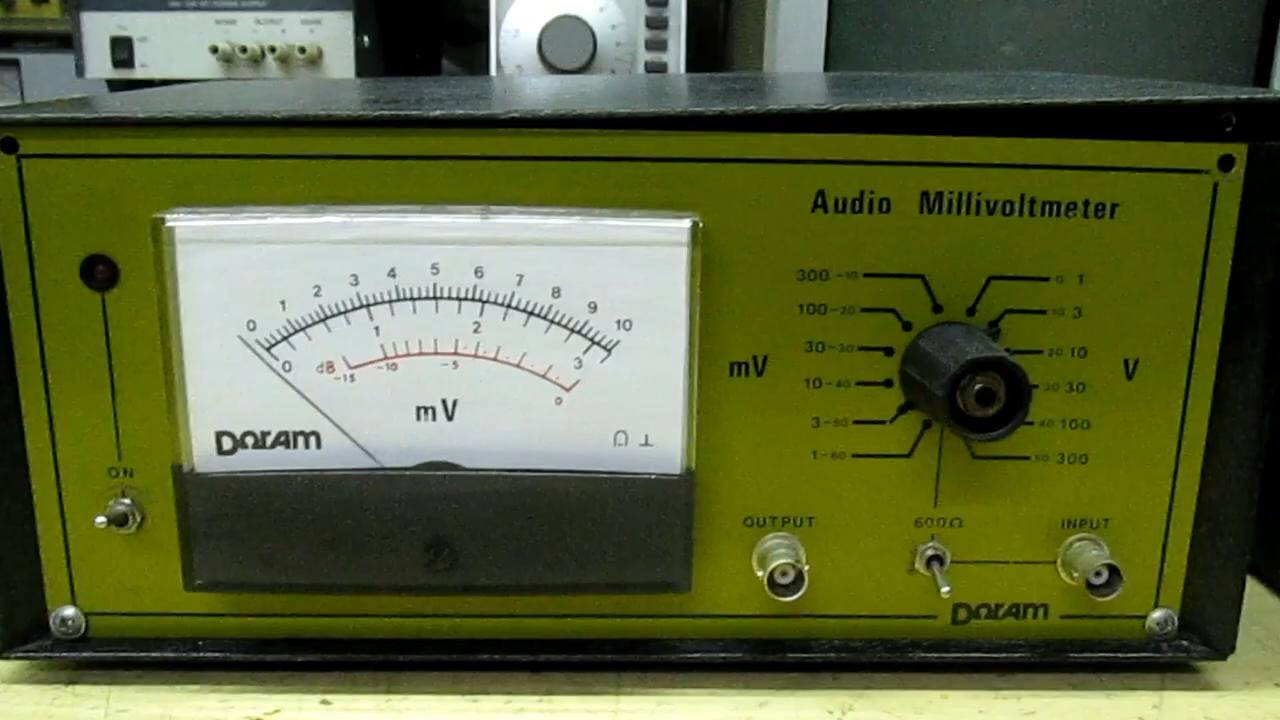 Audio Millivoltmeter
0 1 2 3 4 5 6 7 8 9 10
0 1 2 3
dB -15 -10 -5 0
mV
Doram
ON
mV
300 -10
100 -20
30 -30
10 -40
3 -50
1 -60
V
0 1
10 3
20 10
30 30
40 100
50 300
OUTPUT
600Ω
INPUT
Doram